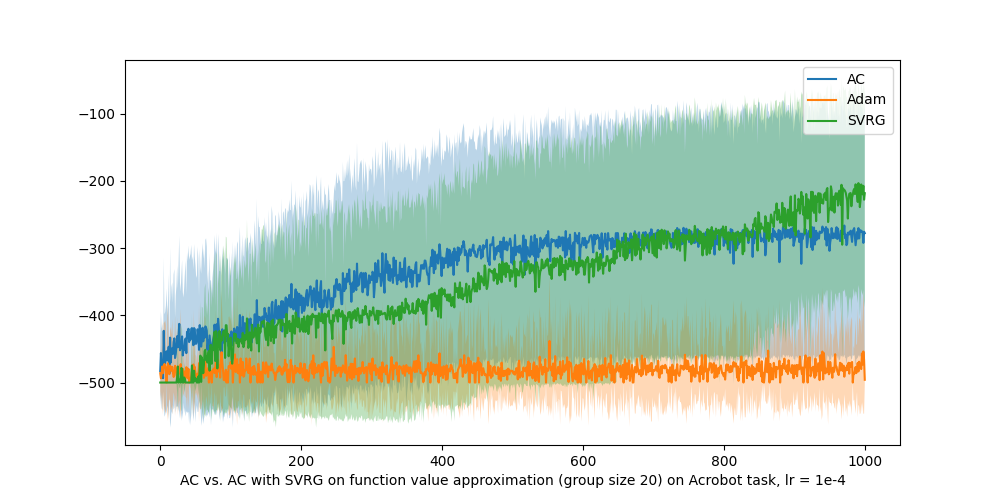 AC
Adam
SVRG
−100
−200
−300
−400
−500
0 200 400 600 800 1000
AC vs. AC with SVRG on function value approximation (group size 20) on Acrobot task, lr = 1e-4